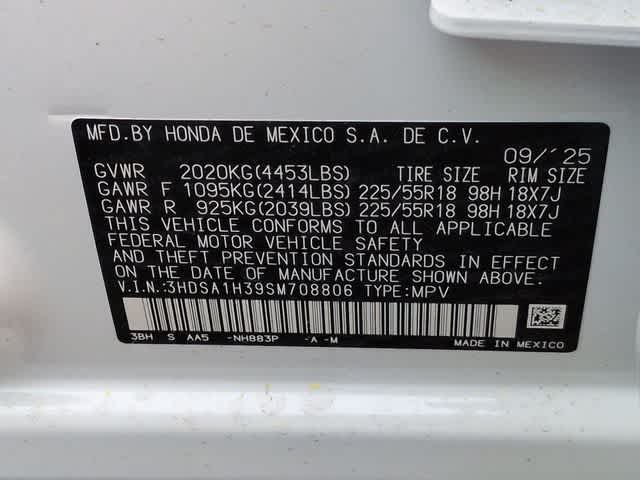 MFD.BY HONDA DE MEXICO S.A. DE C.V.
09/´25
GVWR 2020KG(4453LBS) TIRE SIZE RIM SIZE
GAWR F 1095KG(2414LBS) 225/55R18 98H 18X7J
GAWR R 925KG(2039LBS) 225/55R18 98H 18X7J
THIS VEHICLE CONFORMS TO ALL APPLICABLE
FEDERAL MOTOR VEHICLE SAFETY
AND THEFT PREVENTION STANDARDS IN EFFECT
ON THE DATE OF MANUFACTURE SHOWN ABOVE.
V.I.N.:3HDSA1H39SM708806 TYPE:MPV
3BH S AA5 -NH883P -A -M
MADE IN MEXICO